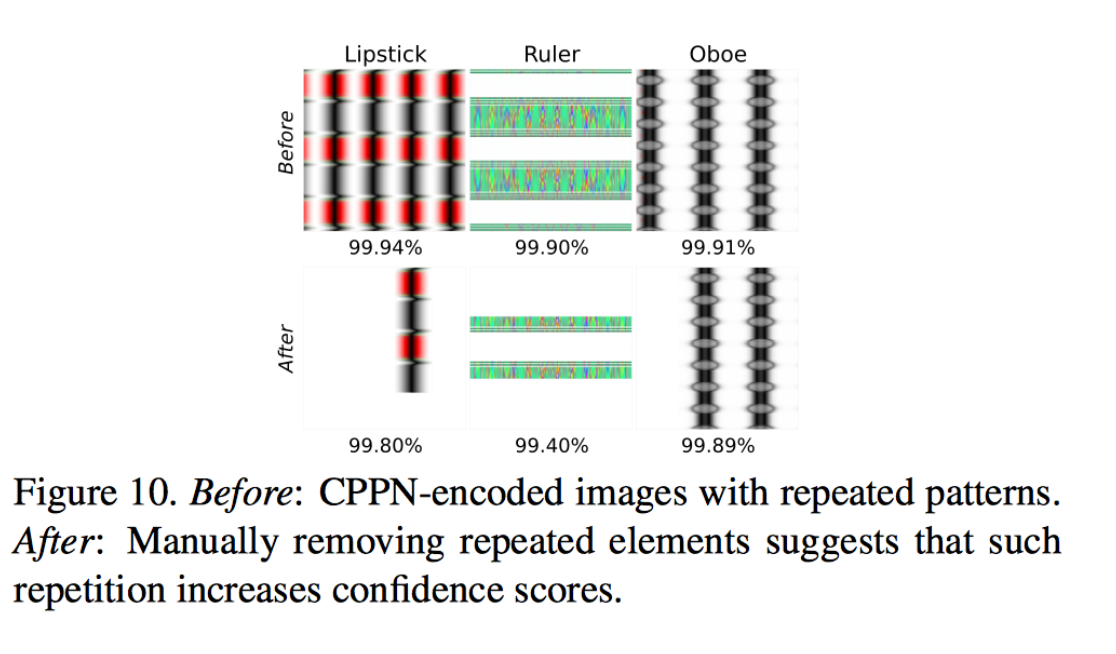 Lipstick Ruler Oboe
Before
99.94% 99.90% 99.91%
After
99.80% 99.40% 99.89%
Figure 10. Before: CPPN-encoded images with repeated patterns.
After: Manually removing repeated elements suggests that such
repetition increases confidence scores.